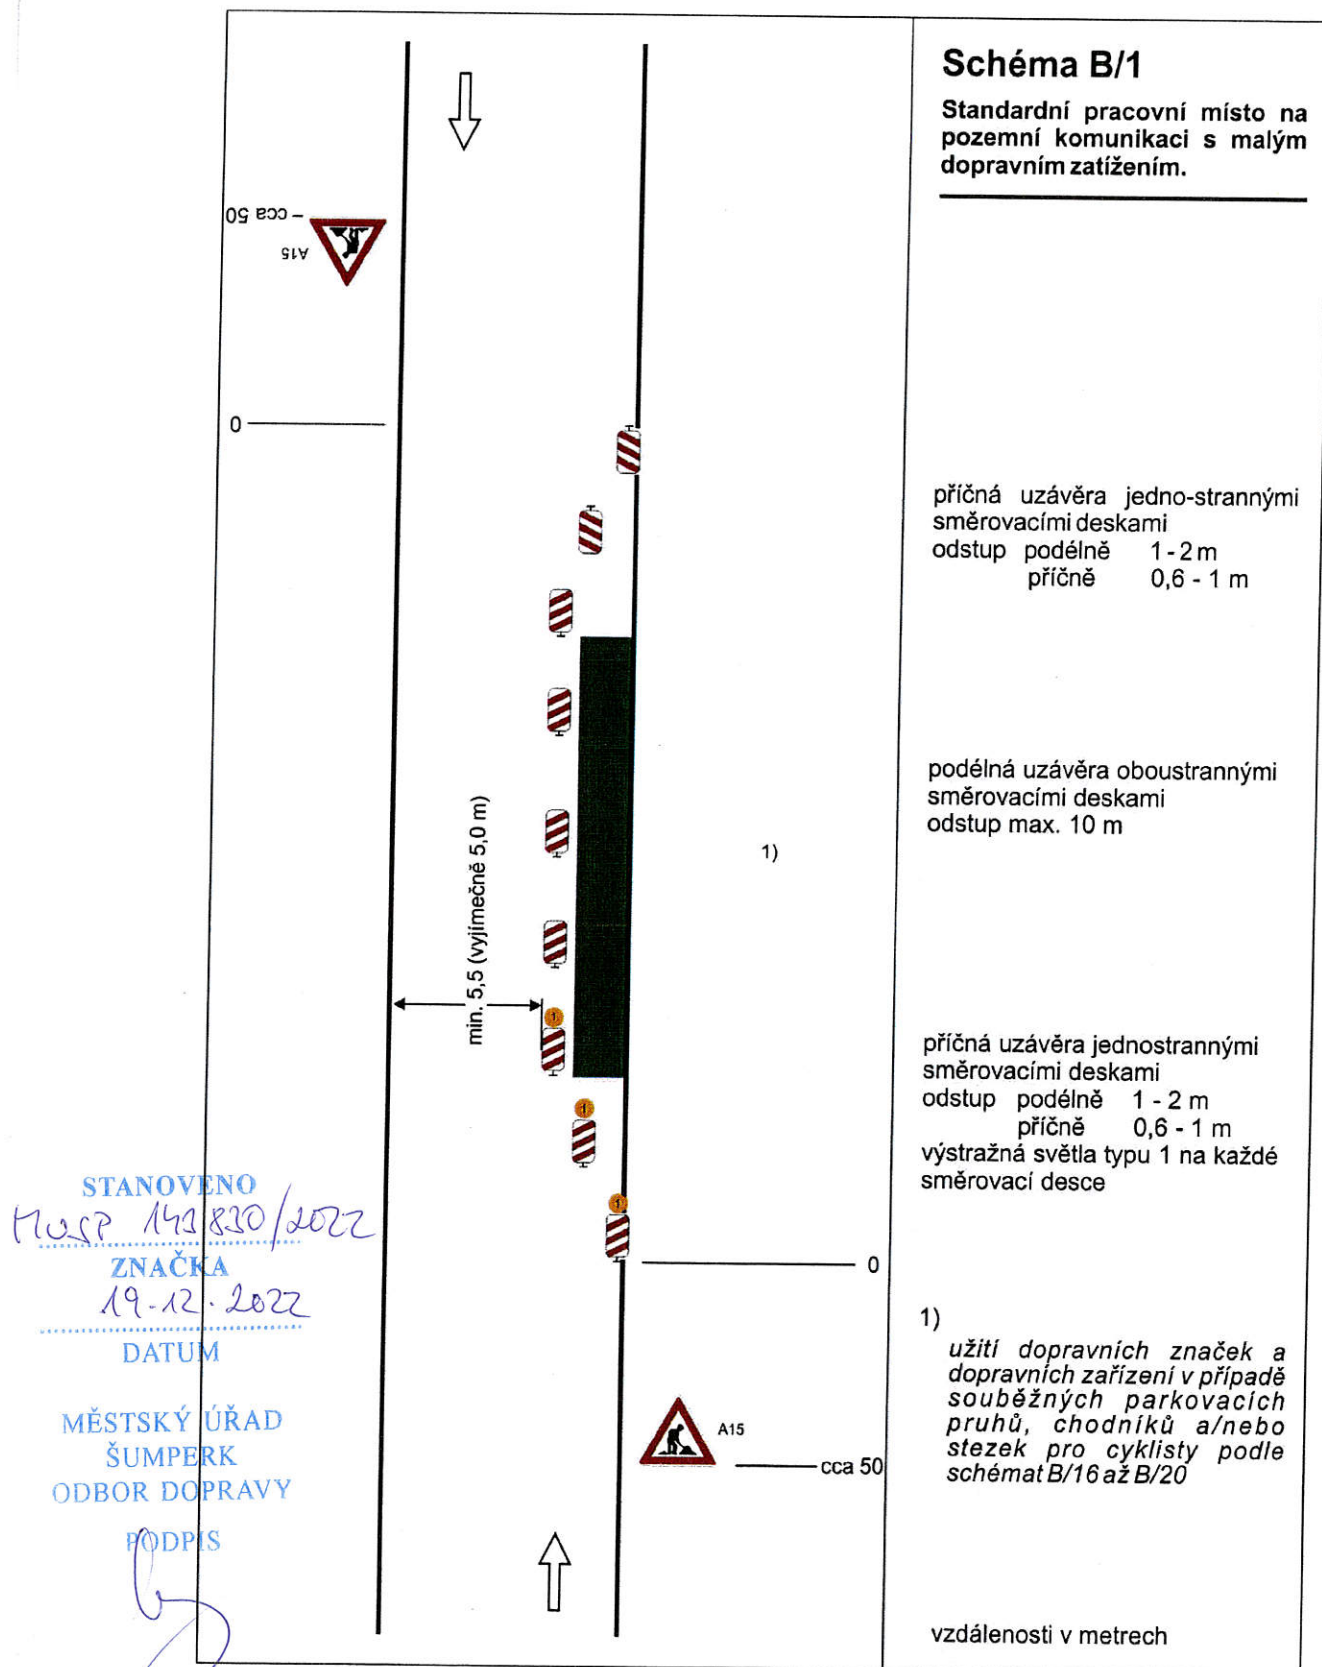 Schéma B/1
Standardní pracovní místo na
pozemní komunikaci s malým
dopravním zatížením.
cca 50
A15
0
příčná uzávěra jedno-strannými
směrovacími deskami
odstup podélně 1 - 2 m
příčně 0,6 - 1 m
podélná uzávěra oboustrannými
směrovacími deskami
odstup max. 10 m
min. 5,5 (vyjímečně 5,0 m)
1)
1
1
1
příčná uzávěra jednostrannými
směrovacími deskami
odstup podélně 1 - 2 m
příčně 0,6 - 1 m
výstražná světla typu 1 na každé
směrovací desce
0
1)
užití dopravních značek a
dopravních zařízení v případě
souběžných parkovacích
pruhů, chodníků a/nebo
stezek pro cyklisty podle
schémat B/16 až B/20
A15
cca 50
vzdálenosti v metrech
STANOVENO
MUSP 143830/2022
ZNAČKA
19.12.2022
DATUM
MĚSTSKÝ ÚŘAD
ŠUMPERK
ODBOR DOPRAVY
PODPIS